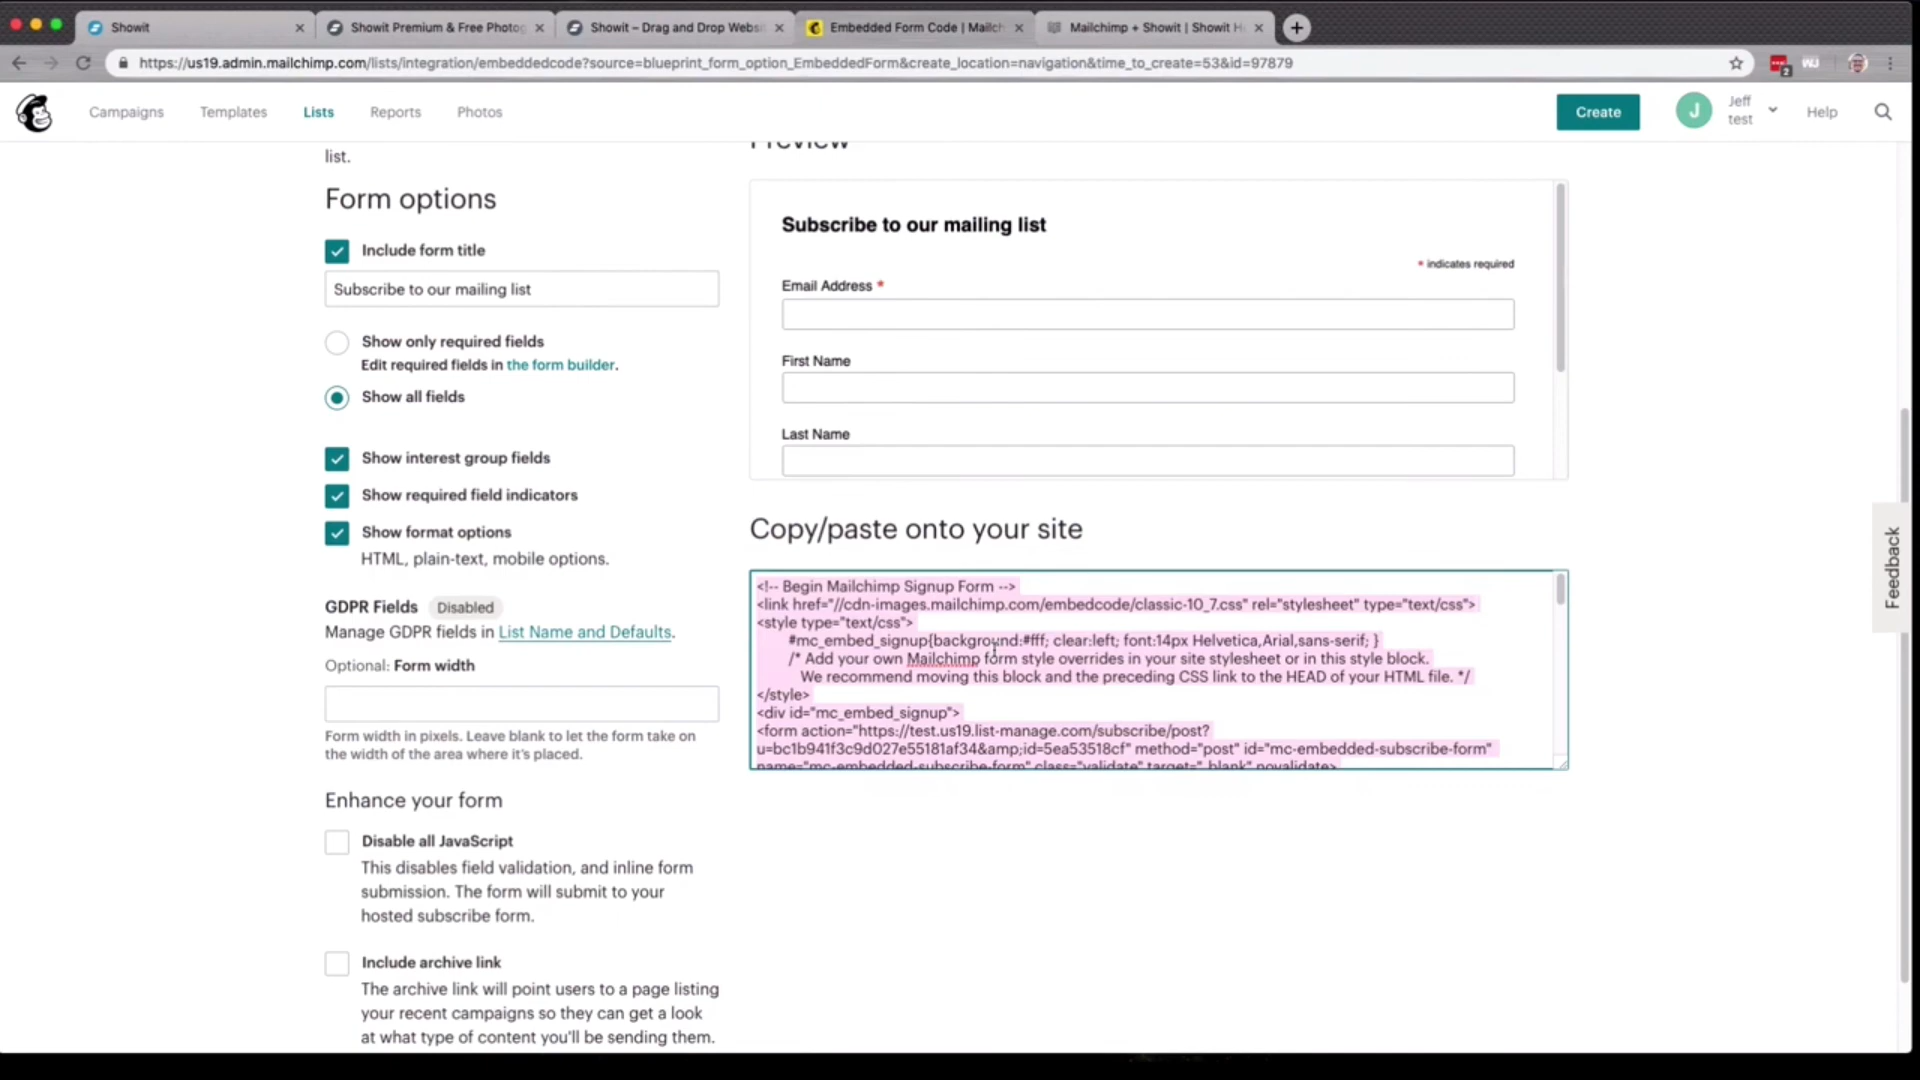 Showit
Showit Premium & Free Photog
Showit – Drag and Drop Websi
Embedded Form Code | Mailch
Mailchimp + Showit | Showit H
https://us19.admin.mailchimp.com/lists/integration/embeddedcode?source=blueprint_form_option_EmbeddedForm&create_location=navigation&time_to_create=53&id=97879
2
WJ
Campaigns
Templates
Lists
Reports
Photos
Create
J
Jeff
test
Help
list.
Preview
Form options
Include form title
Subscribe to our mailing list
Show only required fields
Edit required fields in the form builder.
Show all fields
Show interest group fields
Show required field indicators
Show format options
HTML, plain-text, mobile options.
GDPR Fields Disabled
Manage GDPR fields in List Name and Defaults.
Optional: Form width
Form width in pixels. Leave blank to let the form take on
the width of the area where it's placed.
Enhance your form
Disable all JavaScript
This disables field validation, and inline form
submission. The form will submit to your
hosted subscribe form.
Include archive link
The archive link will point users to a page listing
your recent campaigns so they can get a look
at what type of content you'll be sending them.
Subscribe to our mailing list
* indicates required
Email Address *
First Name
Last Name
Copy/paste onto your site
<!-- Begin Mailchimp Signup Form -->
<link href="//cdn-images.mailchimp.com/embedcode/classic-10_7.css" rel="stylesheet" type="text/css">
<style type="text/css">
#mc_embed_signup{background:#fff; clear:left; font:14px Helvetica,Arial,sans-serif; }
/* Add your own Mailchimp form style overrides in your site stylesheet or in this style block.
We recommend moving this block and the preceding CSS link to the HEAD of your HTML file. */
</style>
<div id="mc_embed_signup">
<form action="https://test.us19.list-manage.com/subscribe/post?
u=bc1b941f3c9d027e55181af34&amp;id=5ea53518cf" method="post" id="mc-embedded-subscribe-form"
name="mc-embedded-subscribe-form" class="validate" target="_blank" novalidate>
Feedback